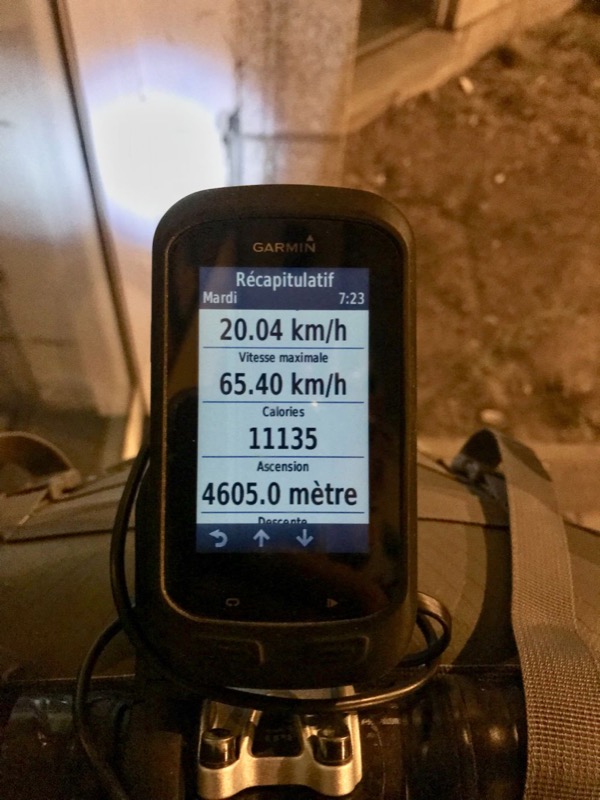 GARMIN
Récapitulatif
Mardi 7:23
20.04 km/h
Vitesse maximale
65.40 km/h
Calories
11135
Ascension
4605.0 mètre
Descente